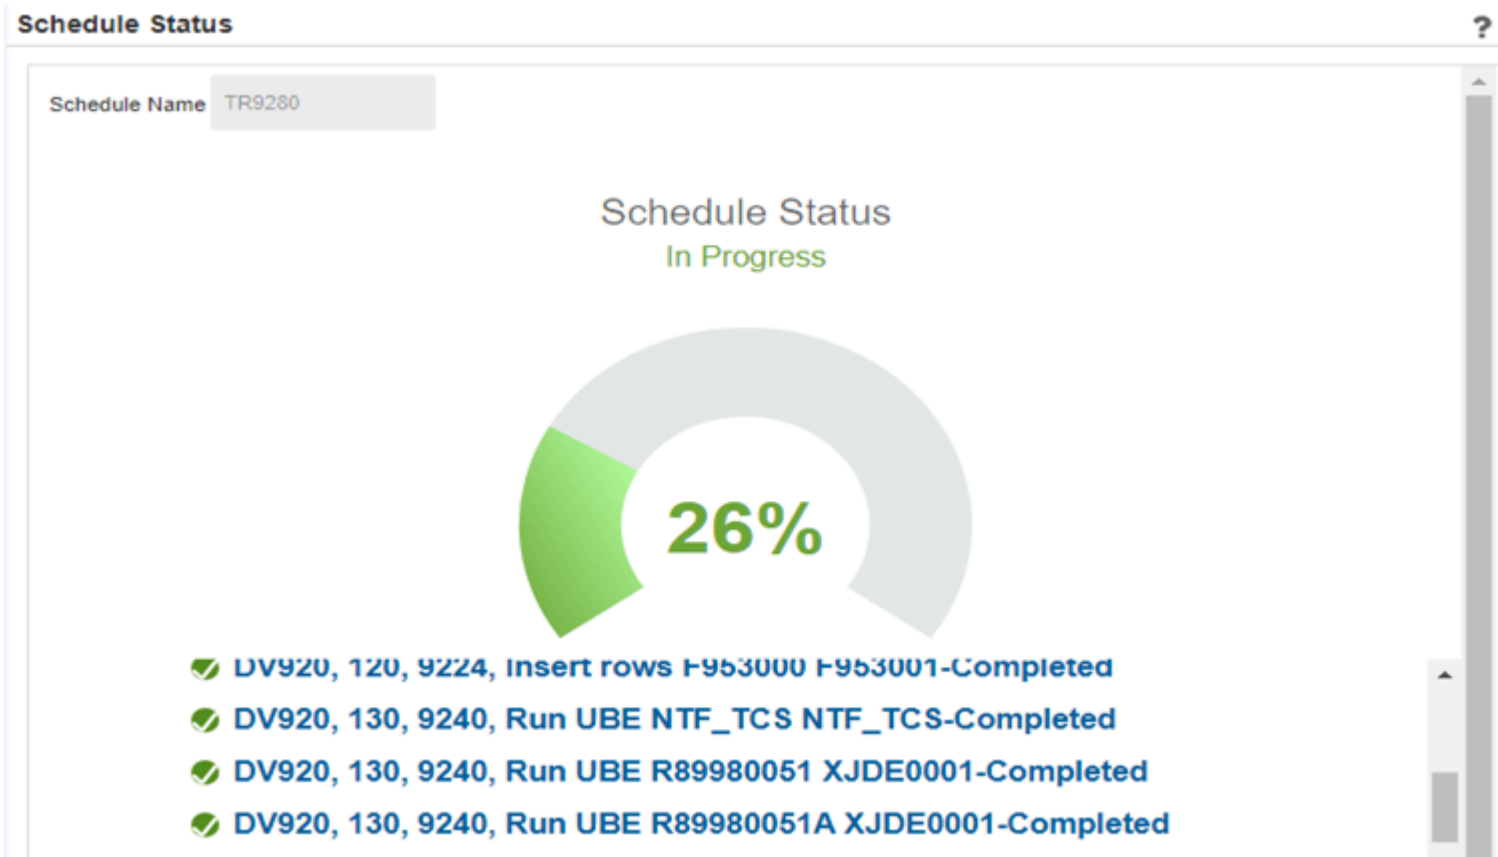 Schedule Status
?
Schedule Name TR9280
Schedule Status
In Progress
26%
DV920, 120, 9224, Insert rows F953000 F953001-Completed
DV920, 130, 9240, Run UBE NTF_TCS NTF_TCS-Completed
DV920, 130, 9240, Run UBE R89980051 XJDE0001-Completed
DV920, 130, 9240, Run UBE R89980051A XJDE0001-Completed